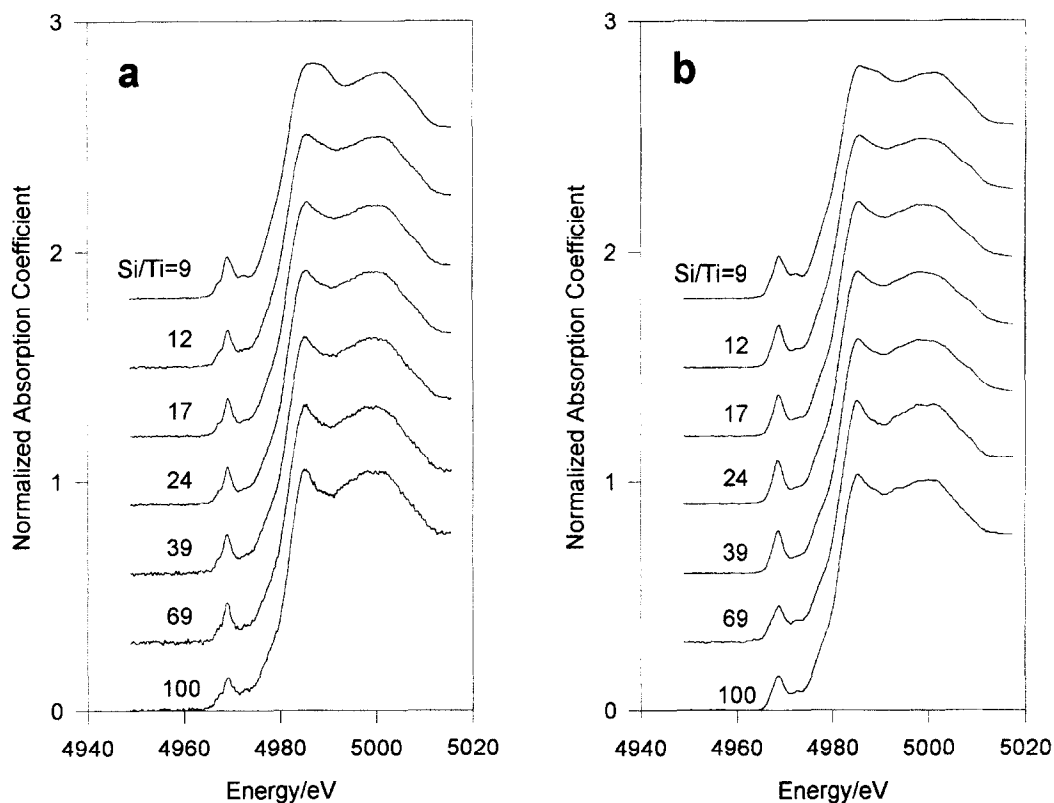 a
Normalized Absorption Coefficient
3
2
1
0
Si/Ti=9
12
17
24
39
69
100
4940 4960 4980 5000 5020
Energy/eV
b
Normalized Absorption Coefficient
3
2
1
0
Si/Ti=9
12
17
24
39
69
100
4940 4960 4980 5000 5020
Energy/eV